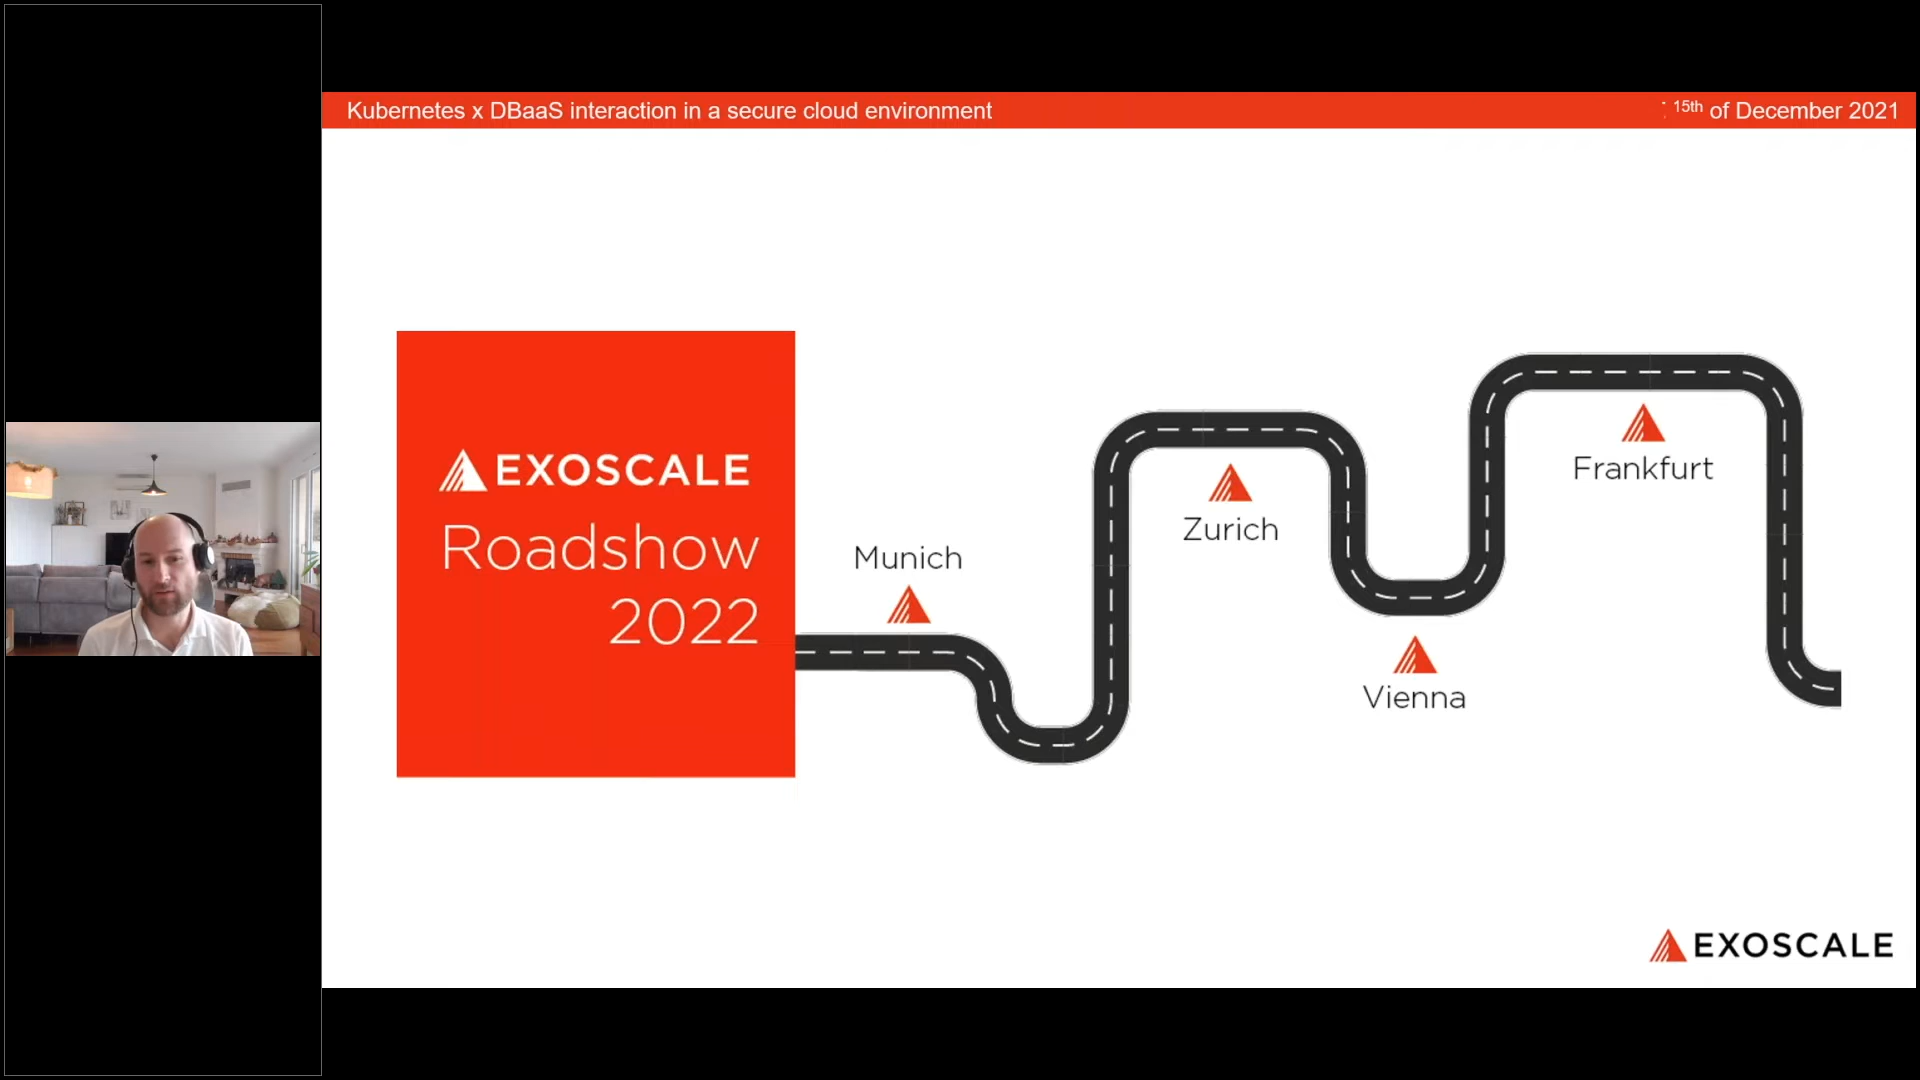 Kubernetes x DBaaS interaction in a secure cloud environment
15th of December 2021
EXOSCALE
Roadshow
2022
Munich
Zurich
Vienna
Frankfurt
EXOSCALE